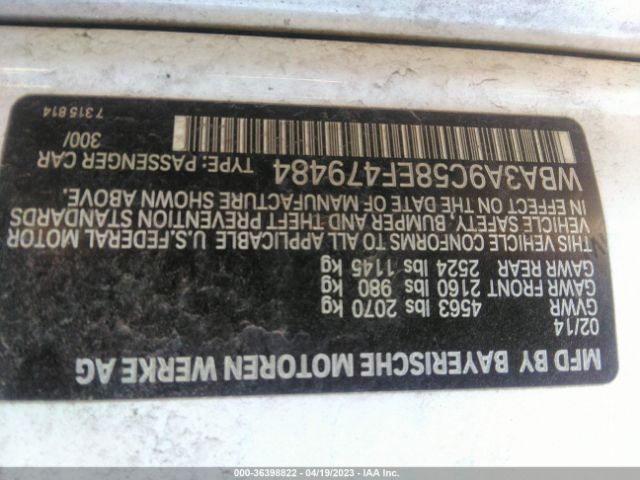 MFD BY BAYERISCHE MOTOREN WERKE AG
02/14
GVWR
4563 lbs 2070 kg
GAWR FRONT 2160 lbs 980 kg
GAWR REAR 2524 lbs 1145 kg
THIS VEHICLE CONFORMS TO ALL APPLICABLE U.S.FEDERAL MOTOR
VEHICLE SAFETY, BUMPER AND THEFT PREVENTION STANDARDS
IN EFFECT ON THE DATE OF MANUFACTURE SHOWN ABOVE.
WBA3A9C58EF479484 TYPE: PASSENGER CAR
300/
7315814
000-36398822 - 04/19/2023 - IAA Inc.